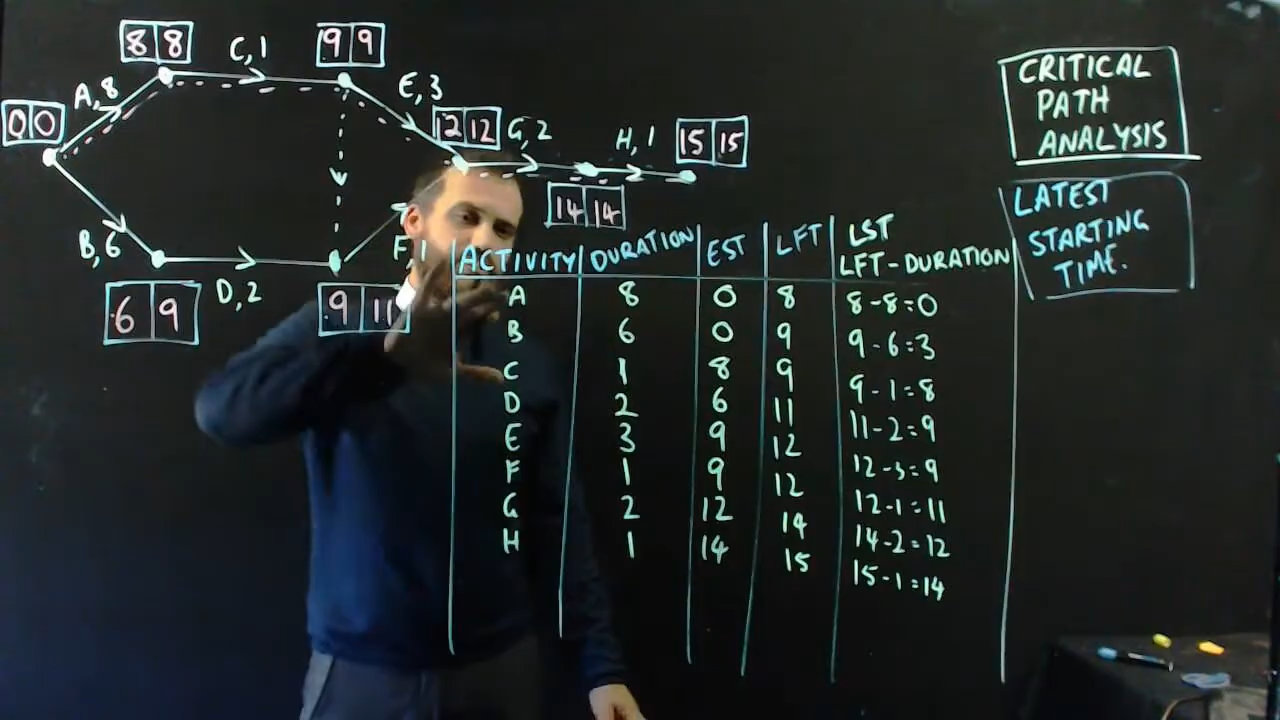 8 8
C, 1
9 9
A, 8
E, 3
0 0
12 12
G, 2
H, 1
15 15
14 14
B, 6
D, 2
F, 1
6 9
9 11
CRITICAL
PATH
ANALYSIS
LATEST
STARTING
TIME.
ACTIVITY DURATION EST LFT LST
LFT - DURATION
A 8 0 8 8 - 8 = 0
B 6 0 9 9 - 6 = 3
C 1 8 9 9 - 1 = 8
D 2 6 11 11 - 2 = 9
E 3 9 12 12 - 3 = 9
F 1 9 12 12 - 1 = 11
G 2 12 14 14 - 2 = 12
H 1 14 15 15 - 1 = 14